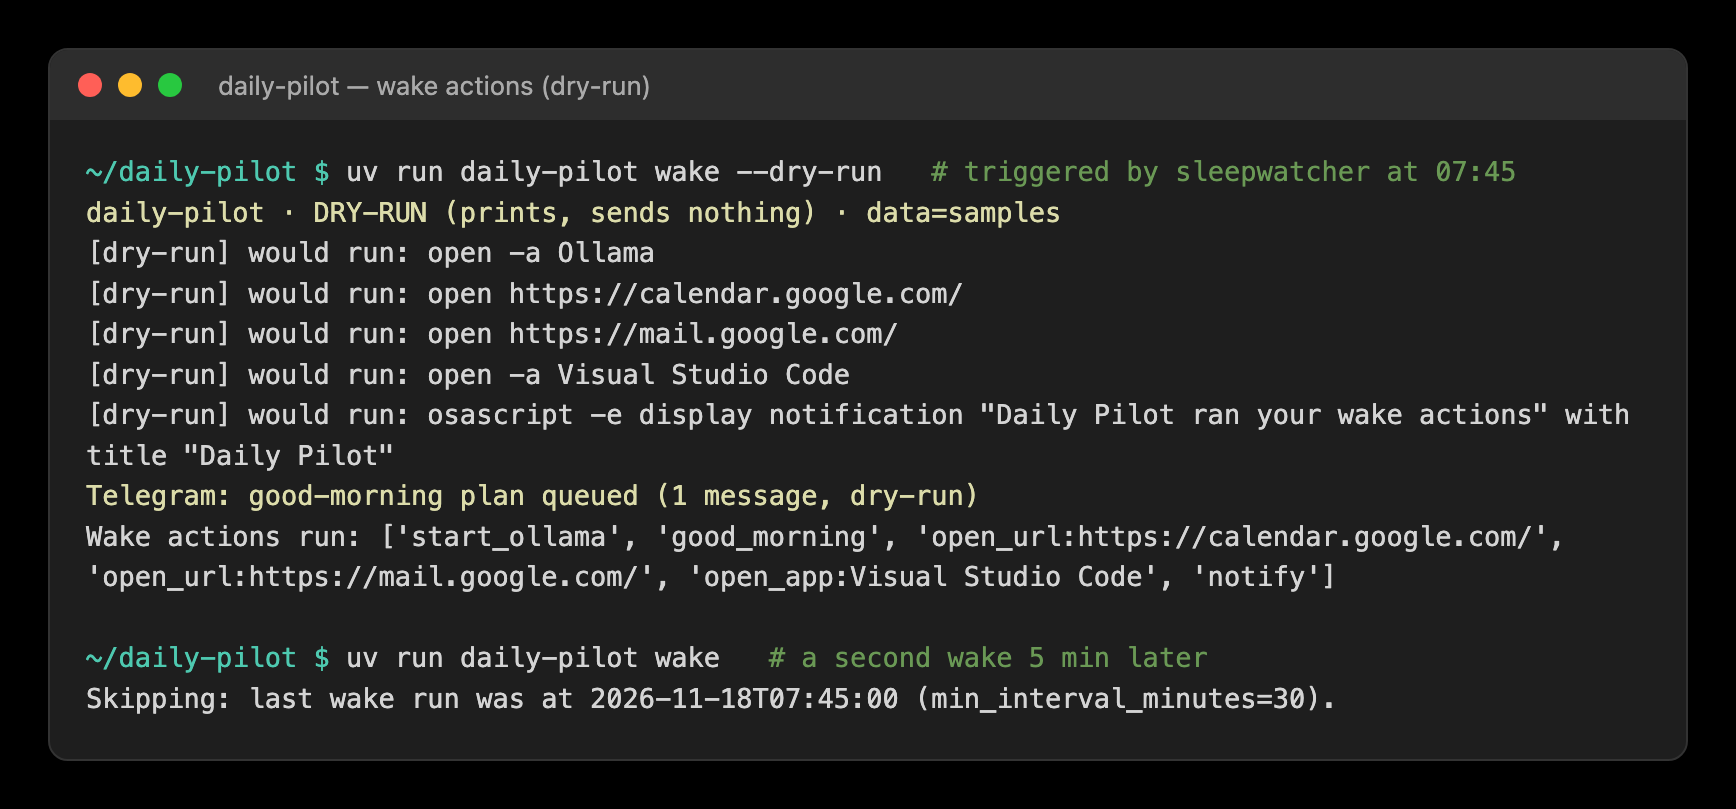 daily-pilot — wake actions (dry-run)
~/daily-pilot $ uv run daily-pilot wake --dry-run   # triggered by sleepwatcher at 07:45
daily-pilot · DRY-RUN (prints, sends nothing) · data=samples
[dry-run] would run: open -a Ollama
[dry-run] would run: open https://calendar.google.com/
[dry-run] would run: open https://mail.google.com/
[dry-run] would run: open -a Visual Studio Code
[dry-run] would run: osascript -e display notification "Daily Pilot ran your wake actions" with
title "Daily Pilot"
Telegram: good-morning plan queued (1 message, dry-run)
Wake actions run: ['start_ollama', 'good_morning', 'open_url:https://calendar.google.com/',
'open_url:https://mail.google.com/', 'open_app:Visual Studio Code', 'notify']
~/daily-pilot $ uv run daily-pilot wake   # a second wake 5 min later
Skipping: last wake run was at 2026-11-18T07:45:00 (min_interval_minutes=30).